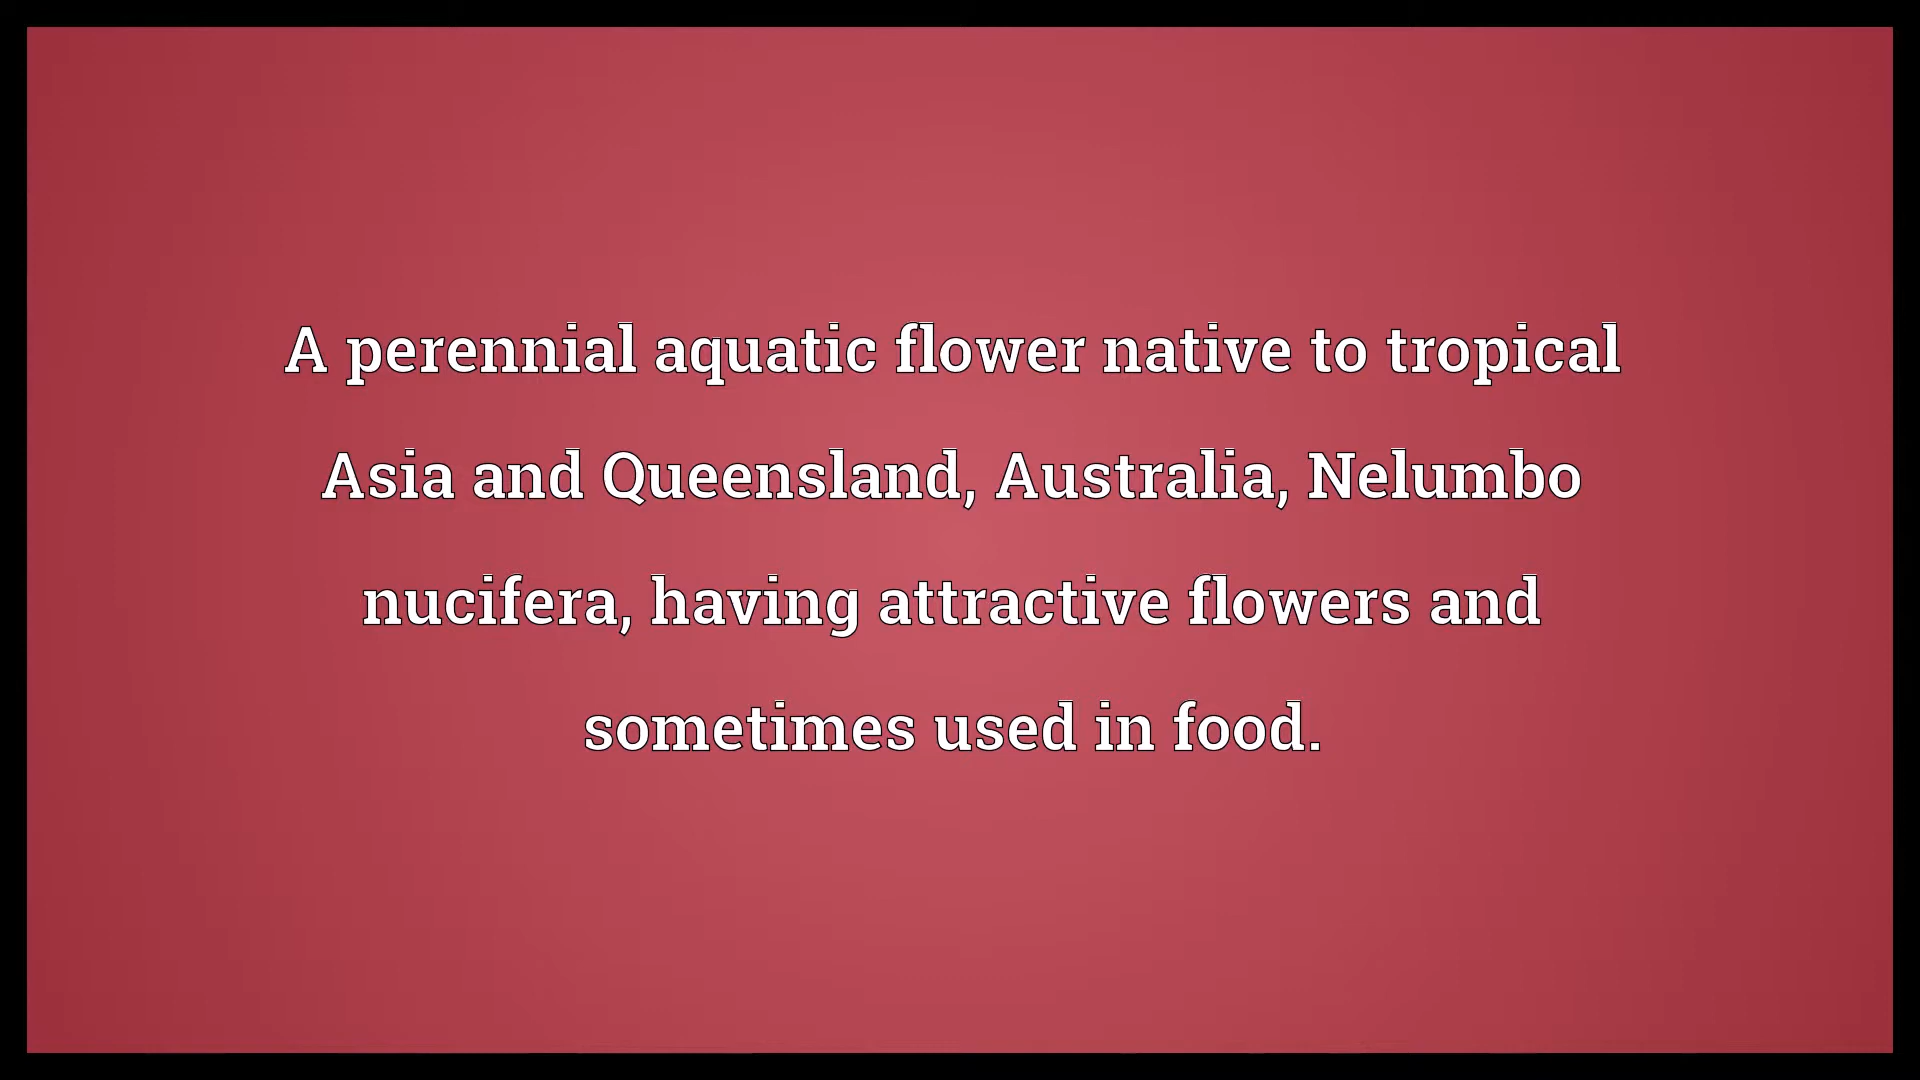 A perennial aquatic flower native to tropical
Asia and Queensland, Australia, Nelumbo
nucifera, having attractive flowers and
sometimes used in food.